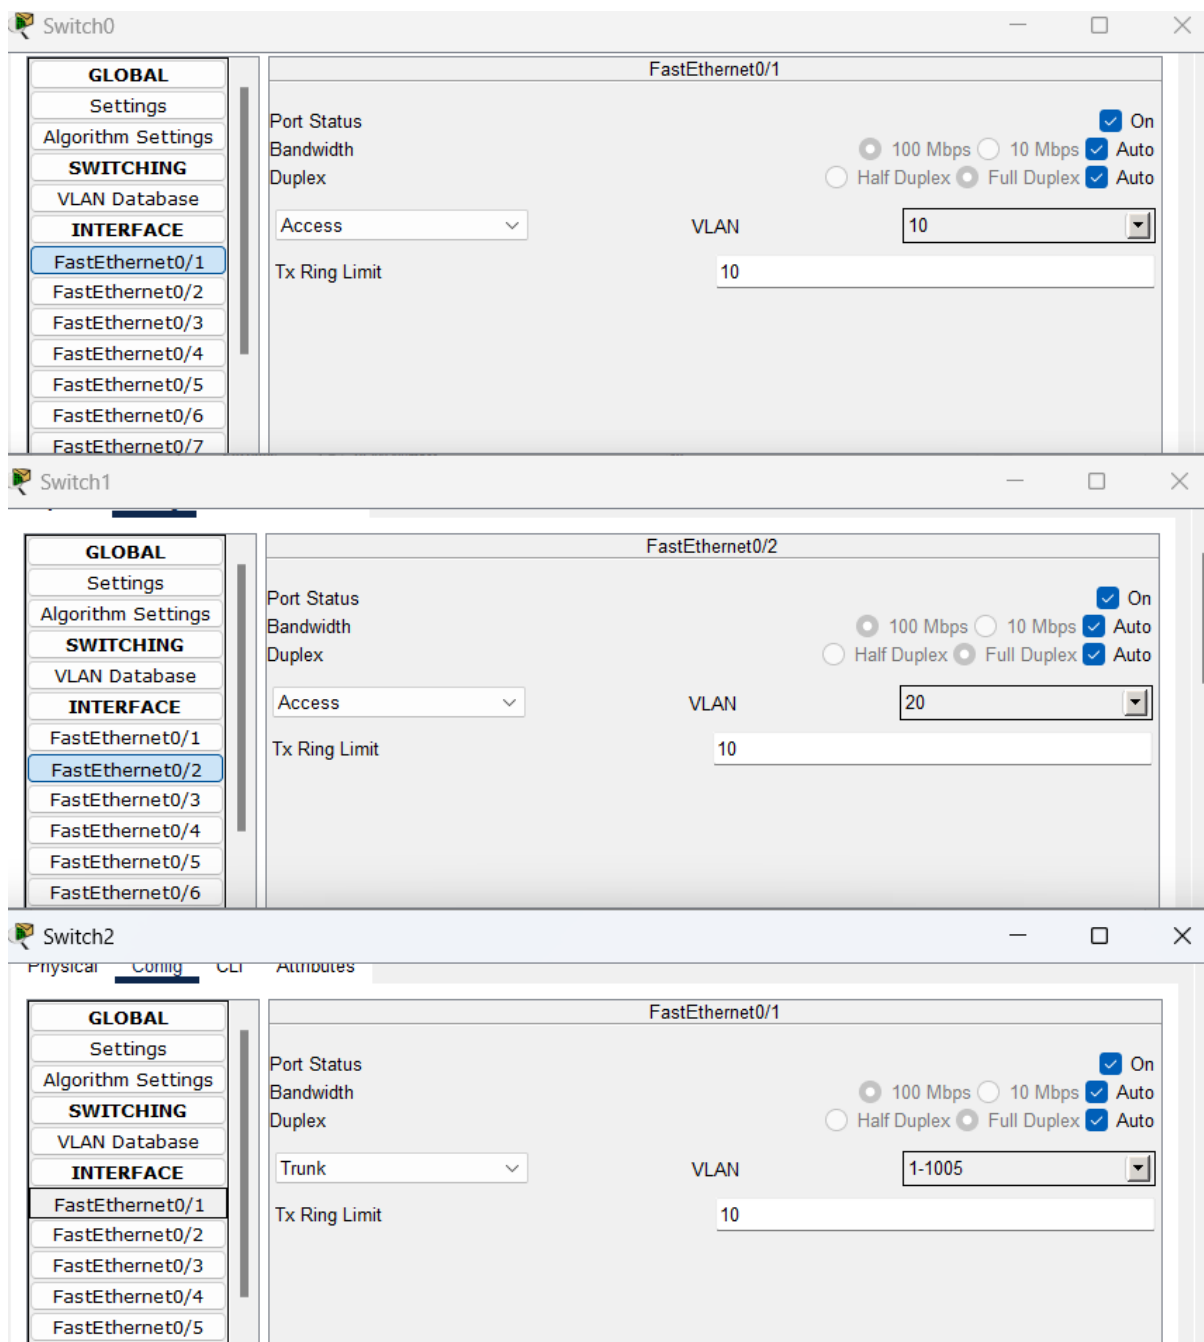 Switch0
GLOBAL
Settings
Algorithm Settings
SWITCHING
VLAN Database
INTERFACE
FastEthernet0/1
FastEthernet0/2
FastEthernet0/3
FastEthernet0/4
FastEthernet0/5
FastEthernet0/6
FastEthernet0/7
FastEthernet0/1
Port Status On
Bandwidth 100 Mbps 10 Mbps Auto
Duplex Half Duplex Full Duplex Auto
Access VLAN 10
Tx Ring Limit 10
Switch1
GLOBAL
Settings
Algorithm Settings
SWITCHING
VLAN Database
INTERFACE
FastEthernet0/1
FastEthernet0/2
FastEthernet0/3
FastEthernet0/4
FastEthernet0/5
FastEthernet0/6
FastEthernet0/2
Port Status On
Bandwidth 100 Mbps 10 Mbps Auto
Duplex Half Duplex Full Duplex Auto
Access VLAN 20
Tx Ring Limit 10
Switch2
Physical Config CLI Attributes
GLOBAL
Settings
Algorithm Settings
SWITCHING
VLAN Database
INTERFACE
FastEthernet0/1
FastEthernet0/2
FastEthernet0/3
FastEthernet0/4
FastEthernet0/5
FastEthernet0/1
Port Status On
Bandwidth 100 Mbps 10 Mbps Auto
Duplex Half Duplex Full Duplex Auto
Trunk VLAN 1-1005
Tx Ring Limit 10